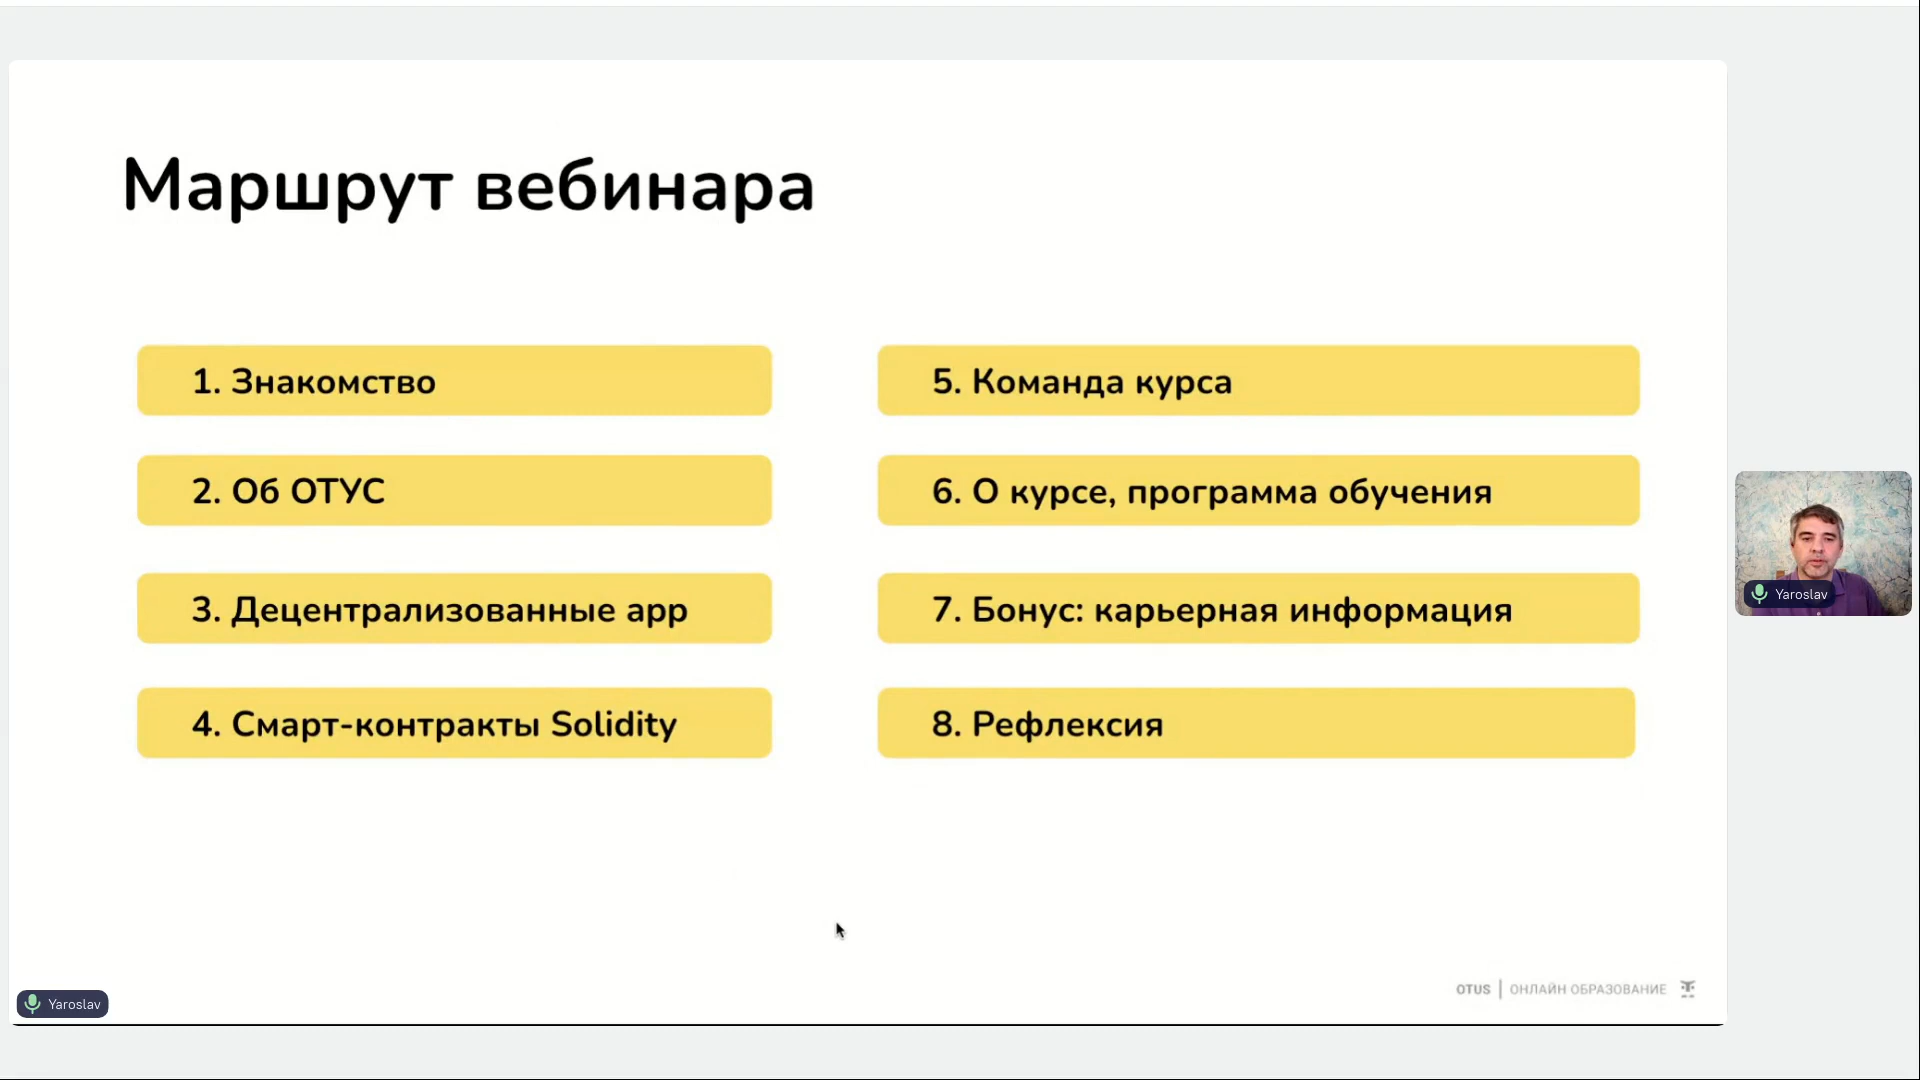 Маршрут вебинара
1. Знакомство
2. Об ОТУС
3. Децентрализованные app
4. Смарт-контракты Solidity
5. Команда курса
6. О курсе, программа обучения
7. Бонус: карьерная информация
8. Рефлексия
Yaroslav
Yaroslav
OTUS | ОНЛАЙН ОБРАЗОВАНИЕ